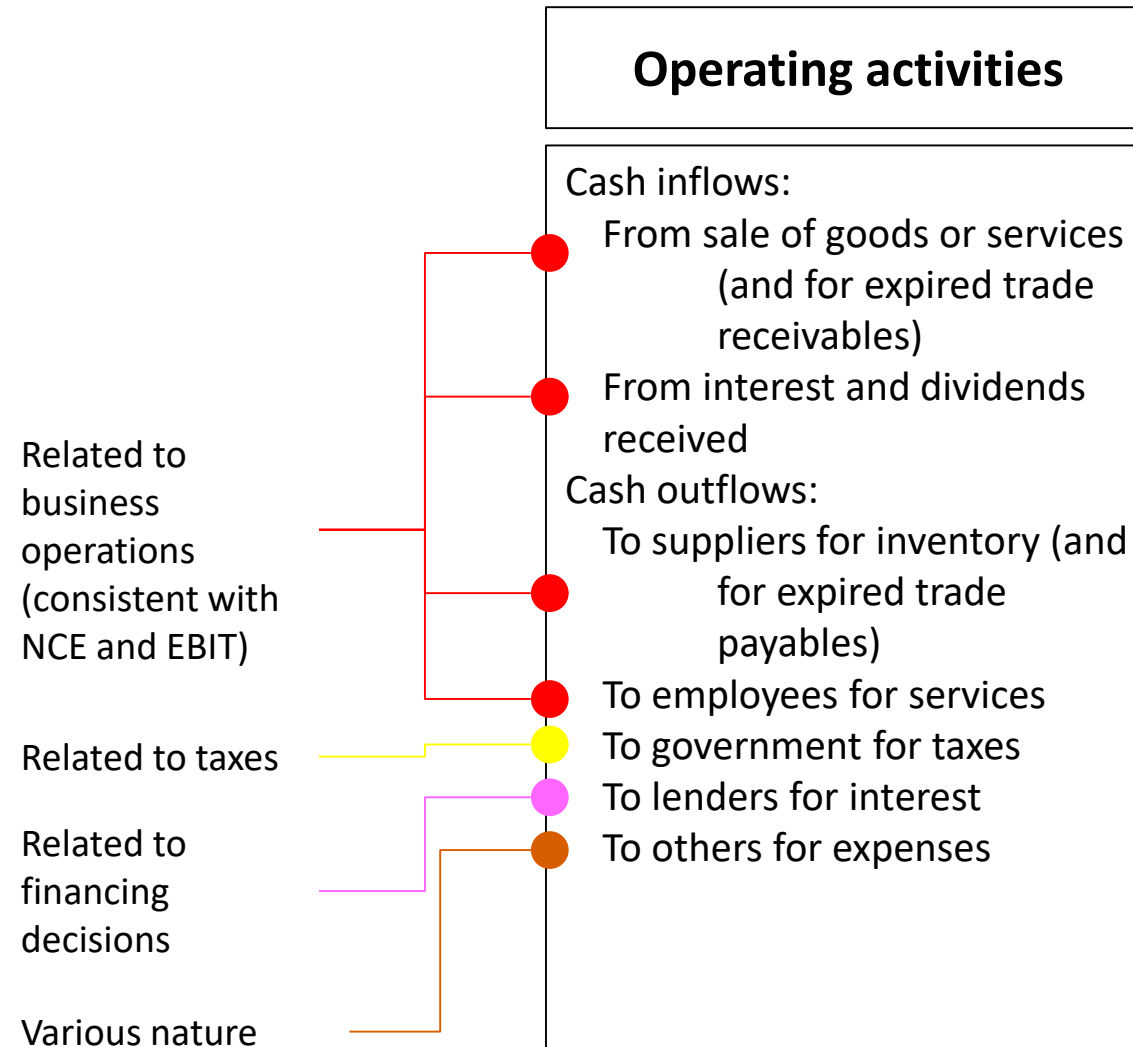 Operating activities
Cash inflows:
From sale of goods or services
(and for expired trade
receivables)
From interest and dividends
received
Cash outflows:
To suppliers for inventory (and
for expired trade
payables)
To employees for services
To government for taxes
To lenders for interest
To others for expenses
Related to
business
operations
(consistent with
NCE and EBIT)
Related to taxes
Related to
financing
decisions
Various nature